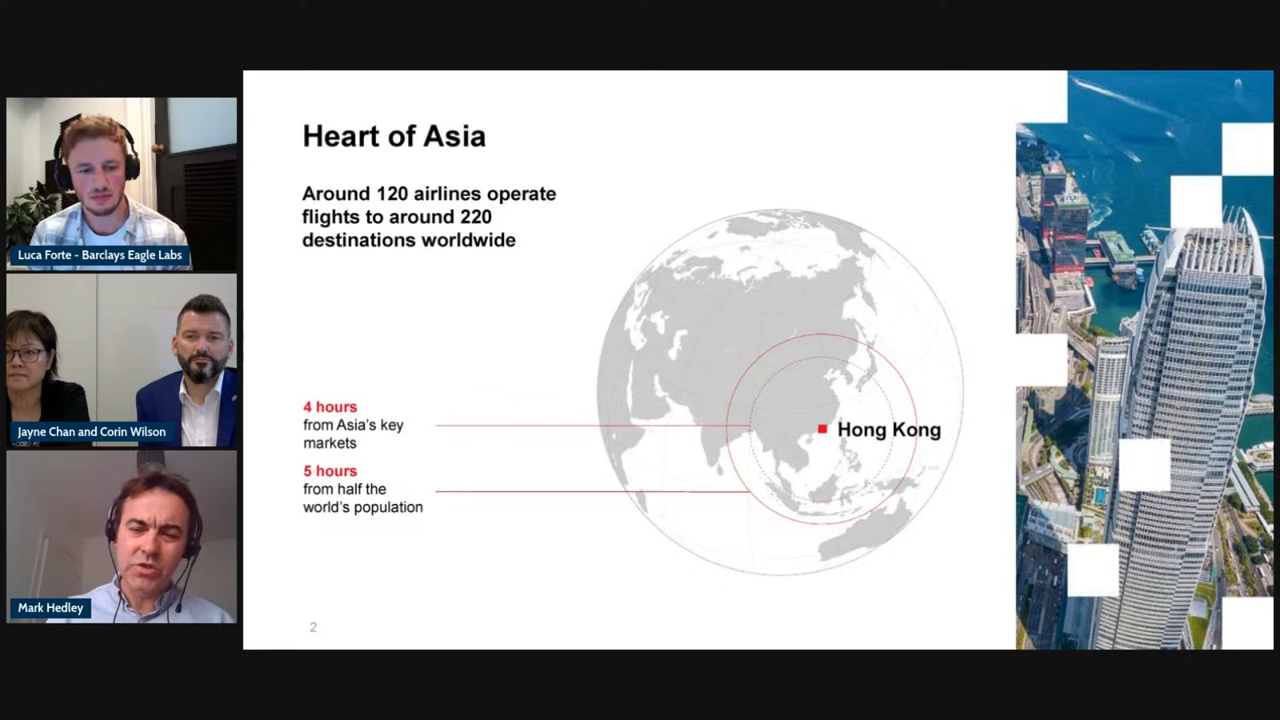 Luca Forte - Barclays Eagle Labs
Jayne Chan and Corin Wilson
Mark Hedley
Heart of Asia
Around 120 airlines operate
flights to around 220
destinations worldwide
4 hours
from Asia's key
markets
5 hours
from half the
world's population
Hong Kong
2